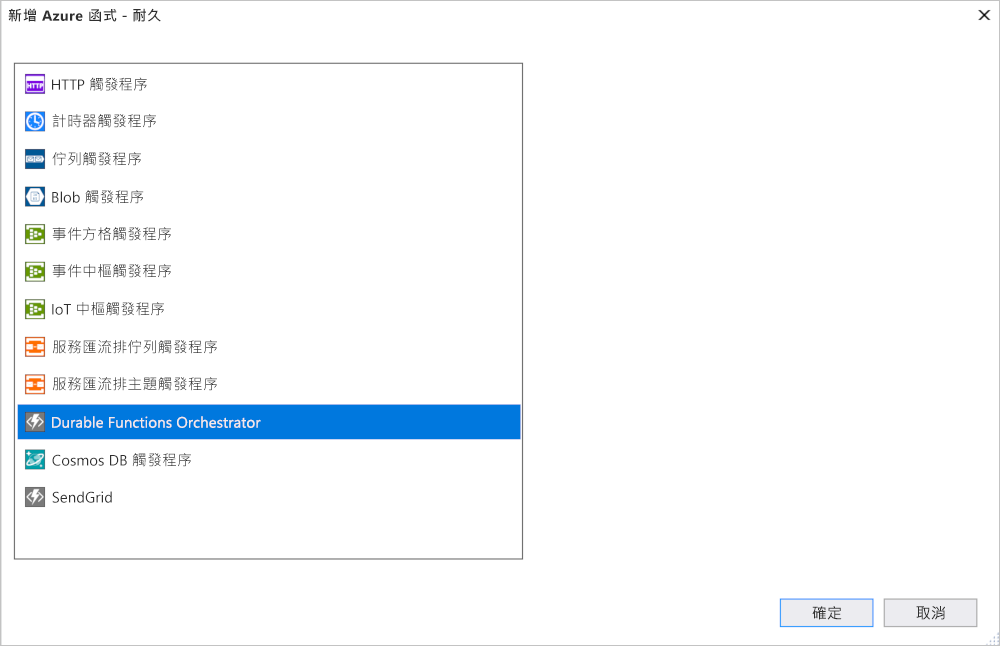 新增 Azure 函式 - 耐久
HTTP HTTP 觸發程序
計時器觸發程序
佇列觸發程序
Blob 觸發程序
事件方格觸發程序
事件中樞觸發程序
IoT 中樞觸發程序
服務匯流排佇列觸發程序
服務匯流排主題觸發程序
Durable Functions Orchestrator
Cosmos DB 觸發程序
SendGrid
確定 取消